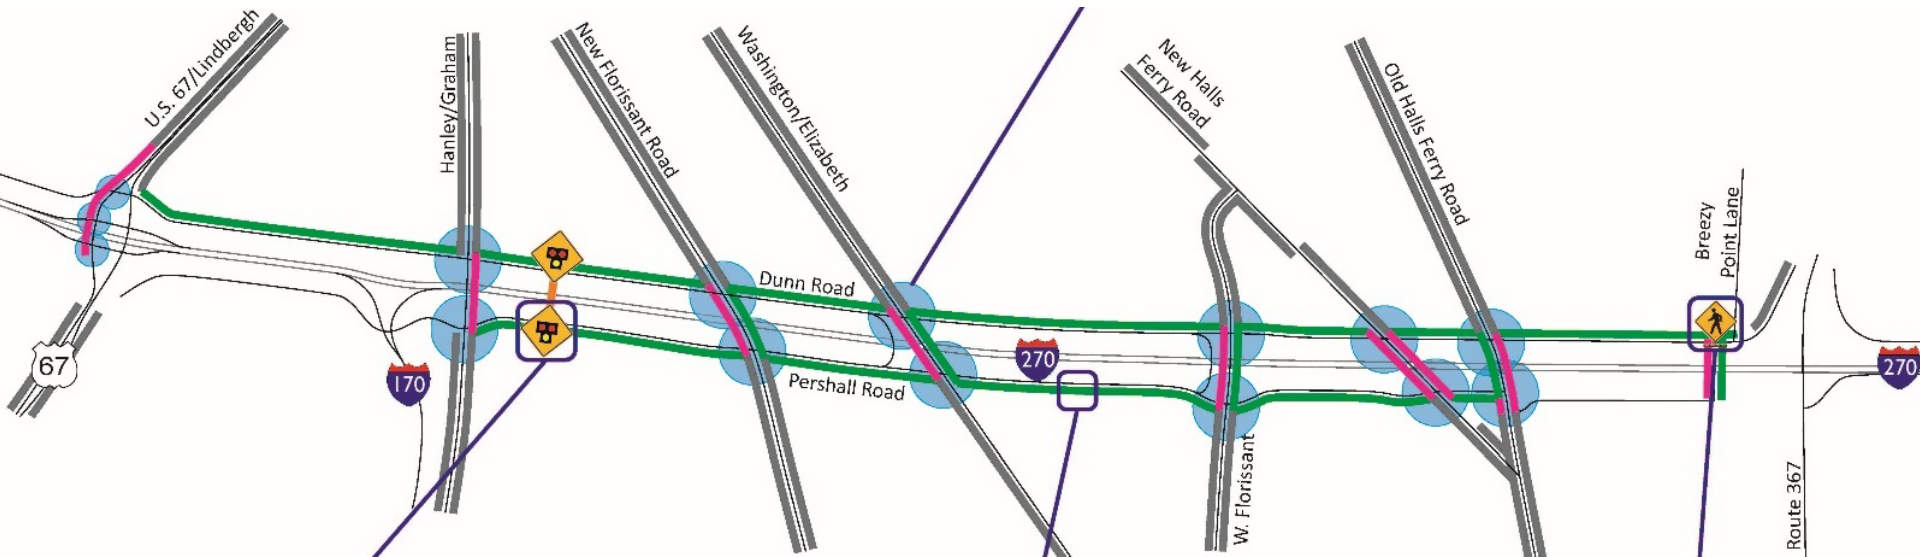 U.S. 67/Lindbergh
Hanley/Graham
New Florissant Road
Washington/Elizabeth
New Halls
Ferry Road
Old Halls Ferry Road
Breezy
Point Lane
Dunn Road
Pershall Road
67
170
270
270
W. Florissant
Route 367